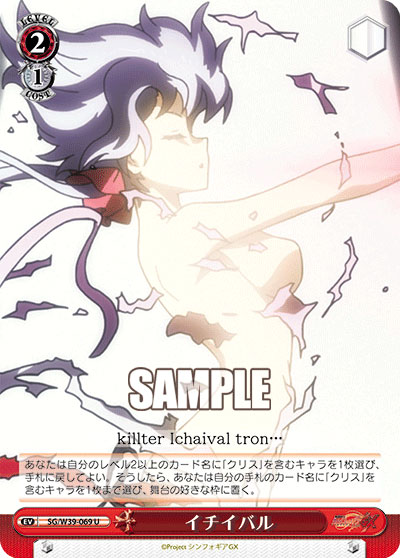 LEVEL
2
1
COST
SAMPLE
killter Ichaival tron…
あなたは自分のレベル2以上のカード名に「クリス」を含むキャラを1枚選び、
手札に戻してよい。そうしたら、あなたは自分の手札のカード名に「クリス」を
含むキャラを1枚まで選び、舞台の好きな枠に置く。
EV SG/W39-069 U
イチイバル
©Project シンフォギアGX